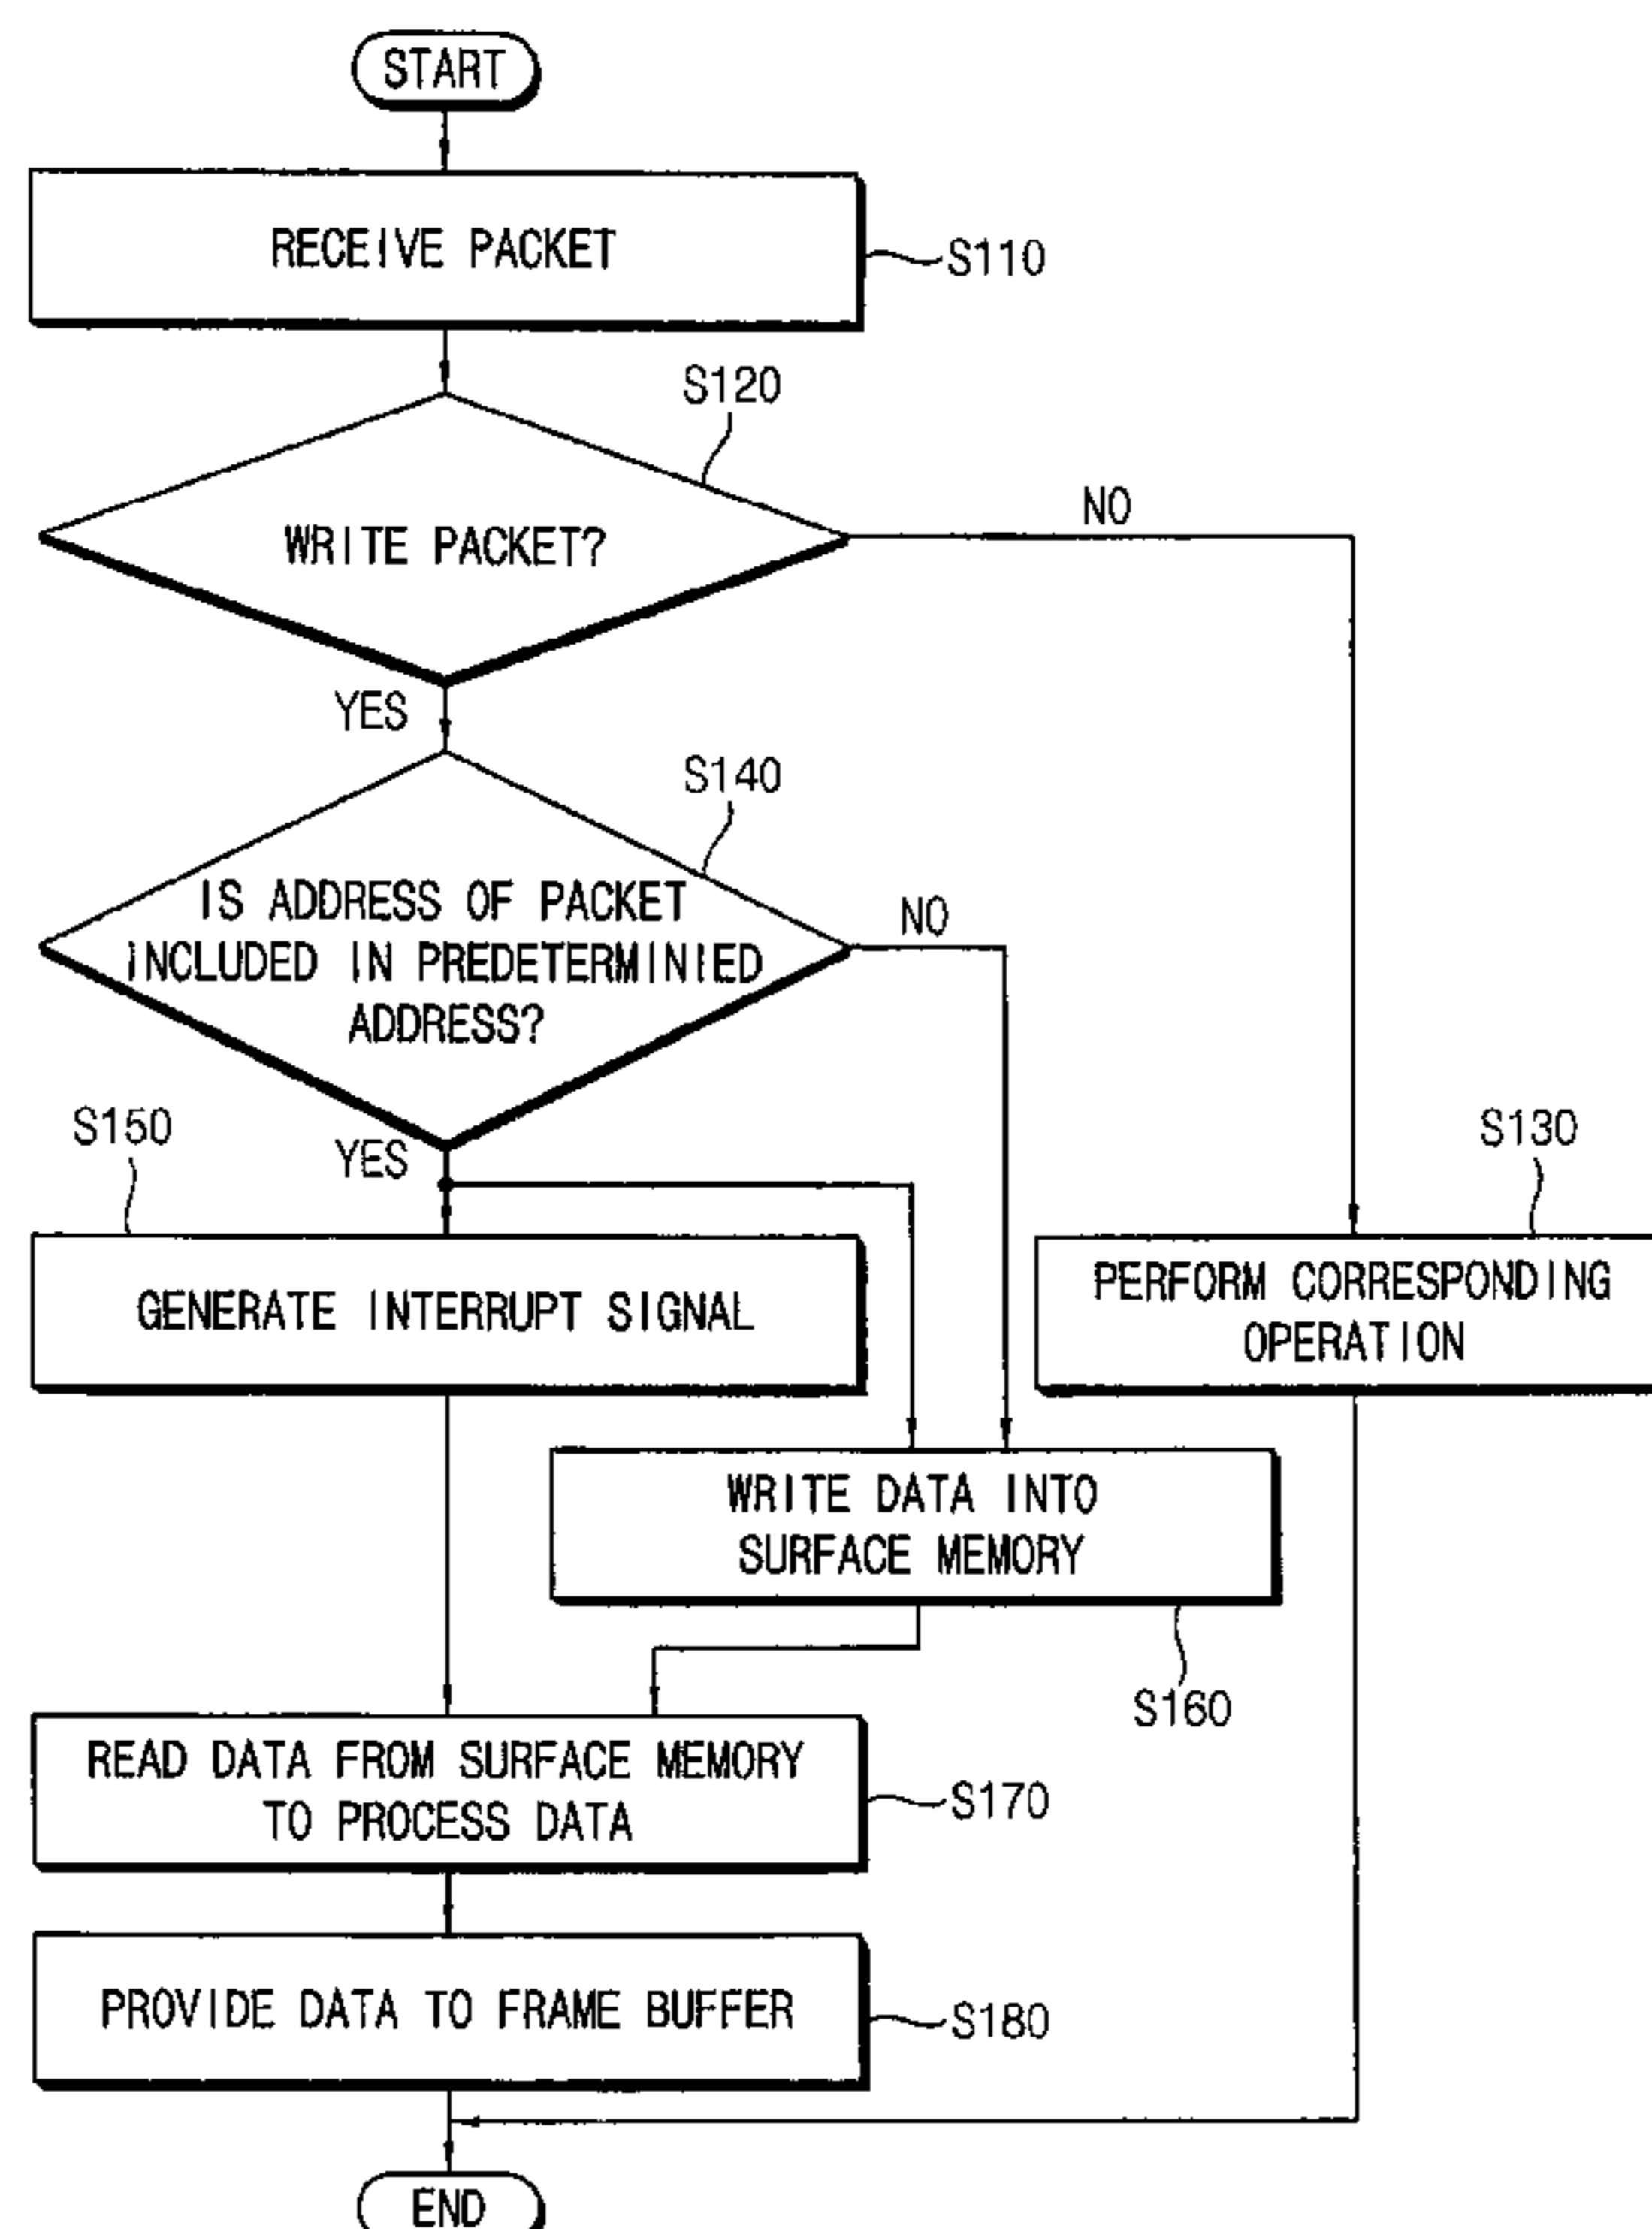 START
RECEIVE PACKET
S110
S120
WRITE PACKET?
NO
YES
S140
IS ADDRESS OF PACKET
INCLUDED IN PREDETERMINIED
ADDRESS?
NO
YES
S150
GENERATE INTERRUPT SIGNAL
S130
PERFORM CORRESPONDING
OPERATION
WRITE DATA INTO
SURFACE MEMORY
S160
READ DATA FROM SURFACE MEMORY
TO PROCESS DATA
S170
PROVIDE DATA TO FRAME BUFFER
S180
END